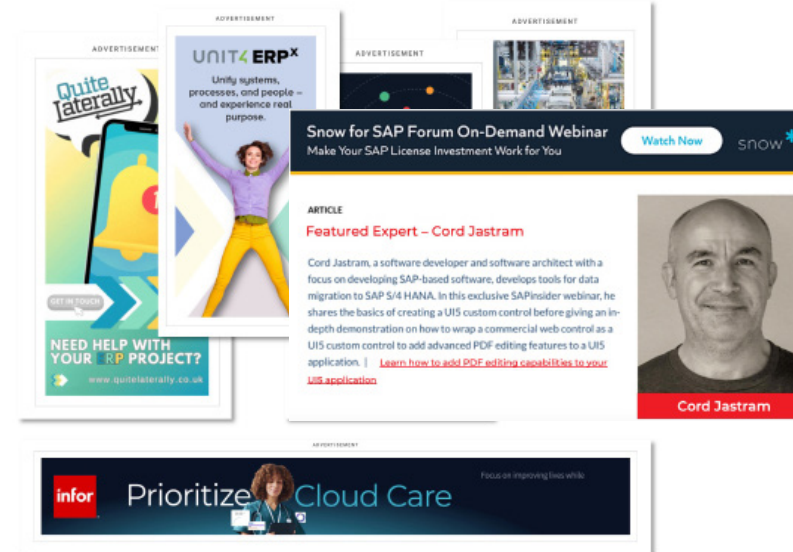 ADVERTISEMENT
Quite
laterally
GET IN TOUCH
NEED HELP WITH
YOUR ERP PROJECT?
www.quitelaterally.co.uk
ADVERTISEMENT
UNIT4 ERPx
Unify systems,
processes, and people –
and experience real
purpose.
ADVERTISEMENT
ADVERTISEMENT
Snow for SAP Forum On-Demand Webinar
Make Your SAP License Investment Work for You
Watch Now
snow
ARTICLE
Featured Expert – Cord Jastram
Cord Jastram, a software developer and software architect with a
focus on developing SAP-based software, develops tools for data
migration to SAP S/4 HANA. In this exclusive SAPinsider webinar, he
shares the basics of creating a UI5 custom control before giving an in-
depth demonstration on how to wrap a commercial web control as a
UI5 custom control to add advanced PDF editing features to a UI5
application. | Learn how to add PDF editing capabilities to your
UI5 application
Cord Jastram
ADVERTISEMENT
infor
Prioritize Cloud Care
Focus on improving lives while